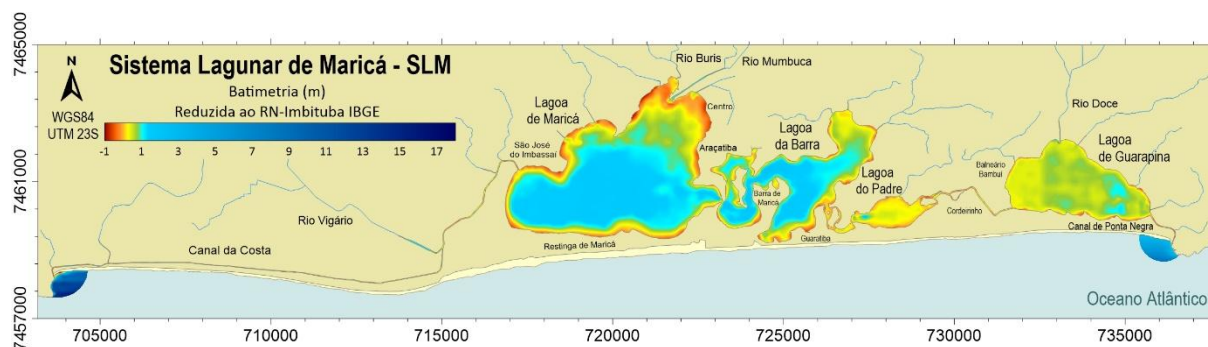 Sistema Lagunar de Maricá - SLM
Batimetria (m)
Reduzida ao RN-Imbituba IBGE
N
WGS84
UTM 23S
-1 1 3 5 7 9 11 13 15 17
Rio Buris
Rio Mumbuca
Lagoa
de Maricá
Centro
São José
do Imbassaí
Araçatiba
Lagoa
da Barra
Rio Doce
Lagoa
de Guarapina
Balneário
Bambuí
Lagoa
do Padre
Barra de
Maricá
Cordeirinho
Rio Vigário
Canal da Costa
Restinga de Maricá
Guaratiba
Canal de Ponta Negra
Oceano Atlântico
7465000
7461000
7457000
705000 710000 715000 720000 725000 730000 735000